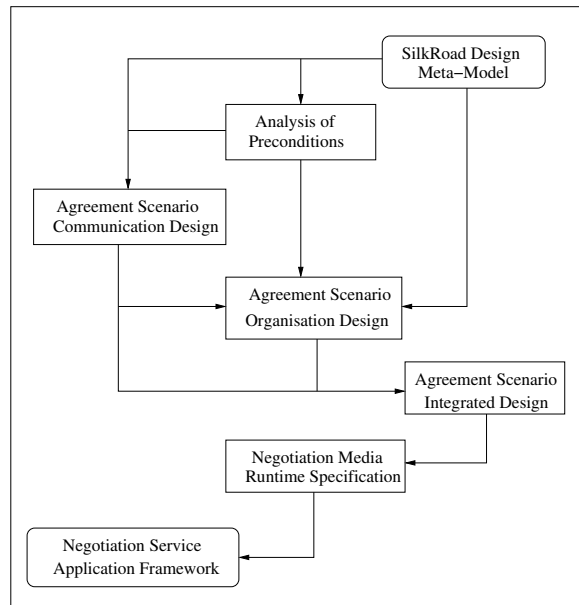 SilkRoad Design
Meta−Model
Analysis of
Preconditions
Agreement Scenario
Communication Design
Agreement Scenario
Organisation Design
Agreement Scenario
Integrated Design
Negotiation Media
Runtime Specification
Negotiation Service
Application Framework